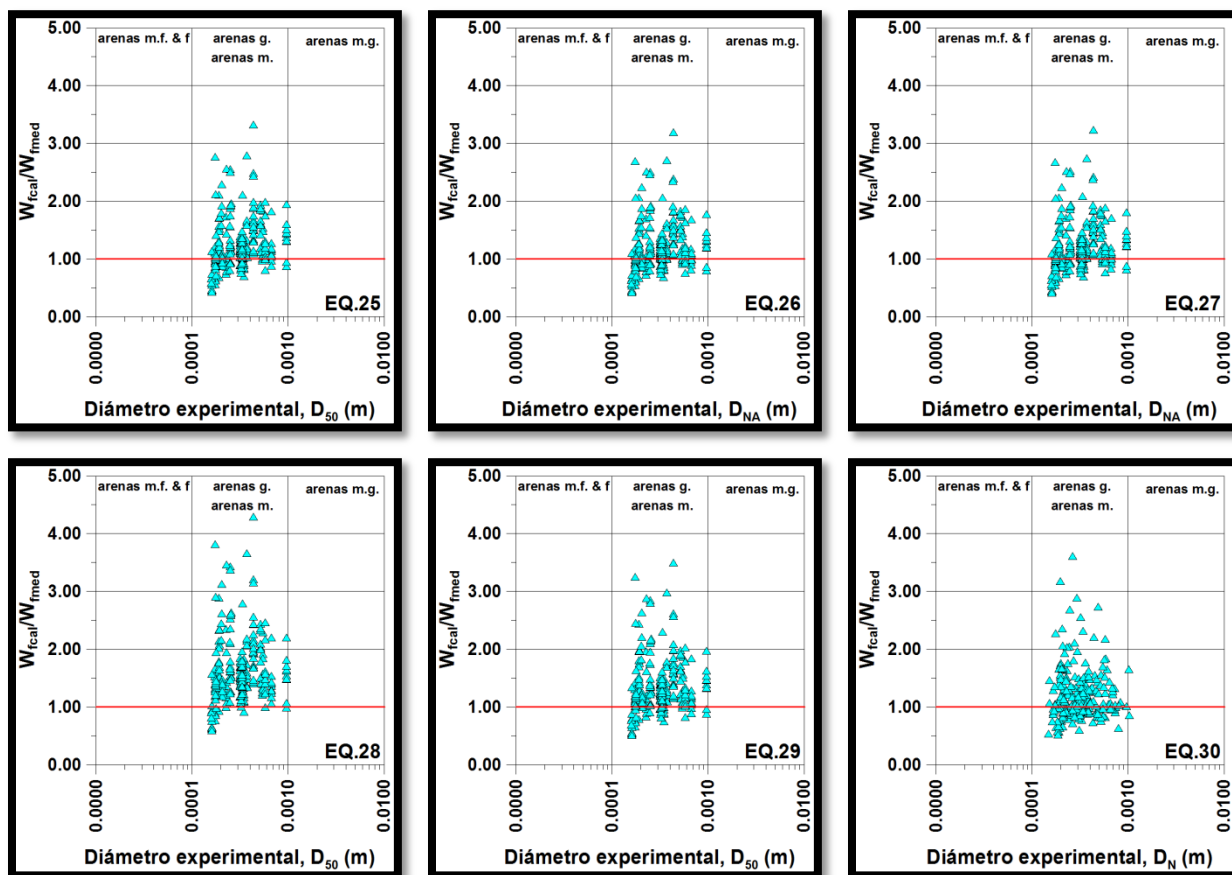 5.00
arenas m.f. & f
arenas g.
arenas m.g.
arenas m.
4.00
3.00
2.00
1.00
0.00
W_fcal/W_fmed
EQ.25
0.0000
0.0001
0.0010
0.0100
Diámetro experimental, D50 (m)
5.00
arenas m.f. & f
arenas g.
arenas m.g.
arenas m.
4.00
3.00
2.00
1.00
0.00
W_fcal/W_fmed
EQ.26
0.0000
0.0001
0.0010
0.0100
Diámetro experimental, DNA (m)
5.00
arenas m.f. & f
arenas g.
arenas m.g.
arenas m.
4.00
3.00
2.00
1.00
0.00
W_fcal/W_fmed
EQ.27
0.0000
0.0001
0.0010
0.0100
Diámetro experimental, DNA (m)
5.00
arenas m.f. & f
arenas g.
arenas m.g.
arenas m.
4.00
3.00
2.00
1.00
0.00
W_fcal/W_fmed
EQ.28
0.0000
0.0001
0.0010
0.0100
Diámetro experimental, D50 (m)
5.00
arenas m.f. & f
arenas g.
arenas m.g.
arenas m.
4.00
3.00
2.00
1.00
0.00
W_fcal/W_fmed
EQ.29
0.0000
0.0001
0.0010
0.0100
Diámetro experimental, D50 (m)
5.00
arenas m.f. & f
arenas g.
arenas m.g.
arenas m.
4.00
3.00
2.00
1.00
0.00
W_fcal/W_fmed
EQ.30
0.0000
0.0001
0.0010
0.0100
Diámetro experimental, DN (m)